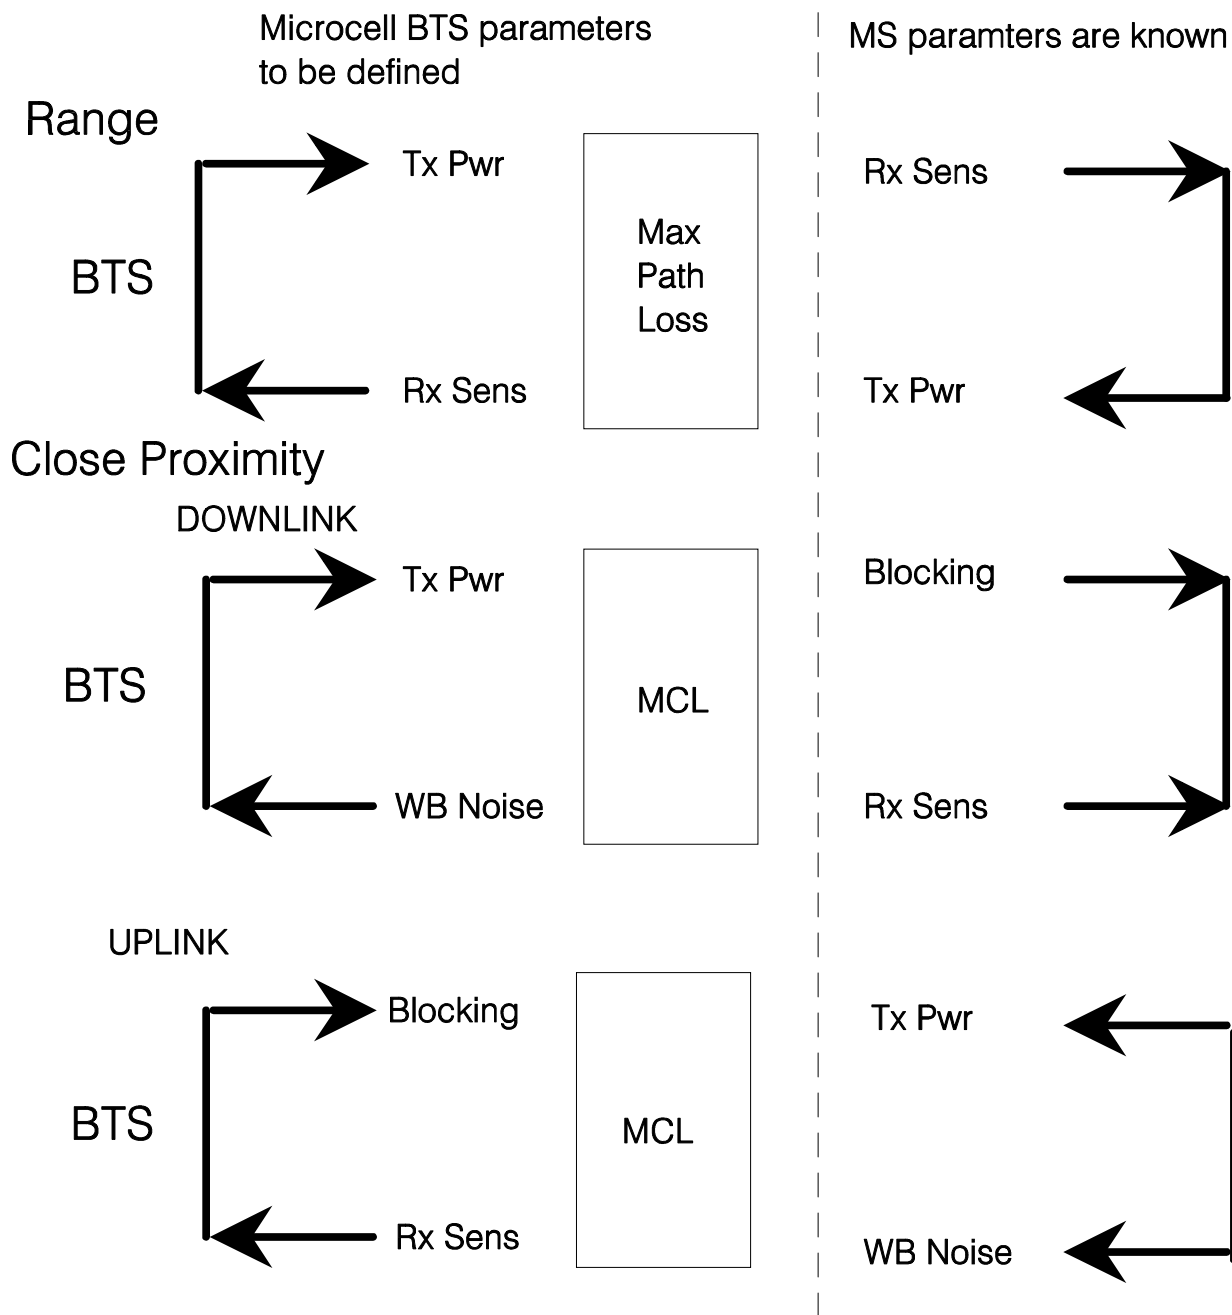 Microcell BTS parameters
to be defined
MS paramters are known
Range
Tx Pwr
Rx Sens
BTS
Max
Path
Loss
Rx Sens
Tx Pwr
Close Proximity
DOWNLINK
Tx Pwr
Blocking
BTS
MCL
WB Noise
Rx Sens
UPLINK
Blocking
Tx Pwr
BTS
MCL
Rx Sens
WB Noise